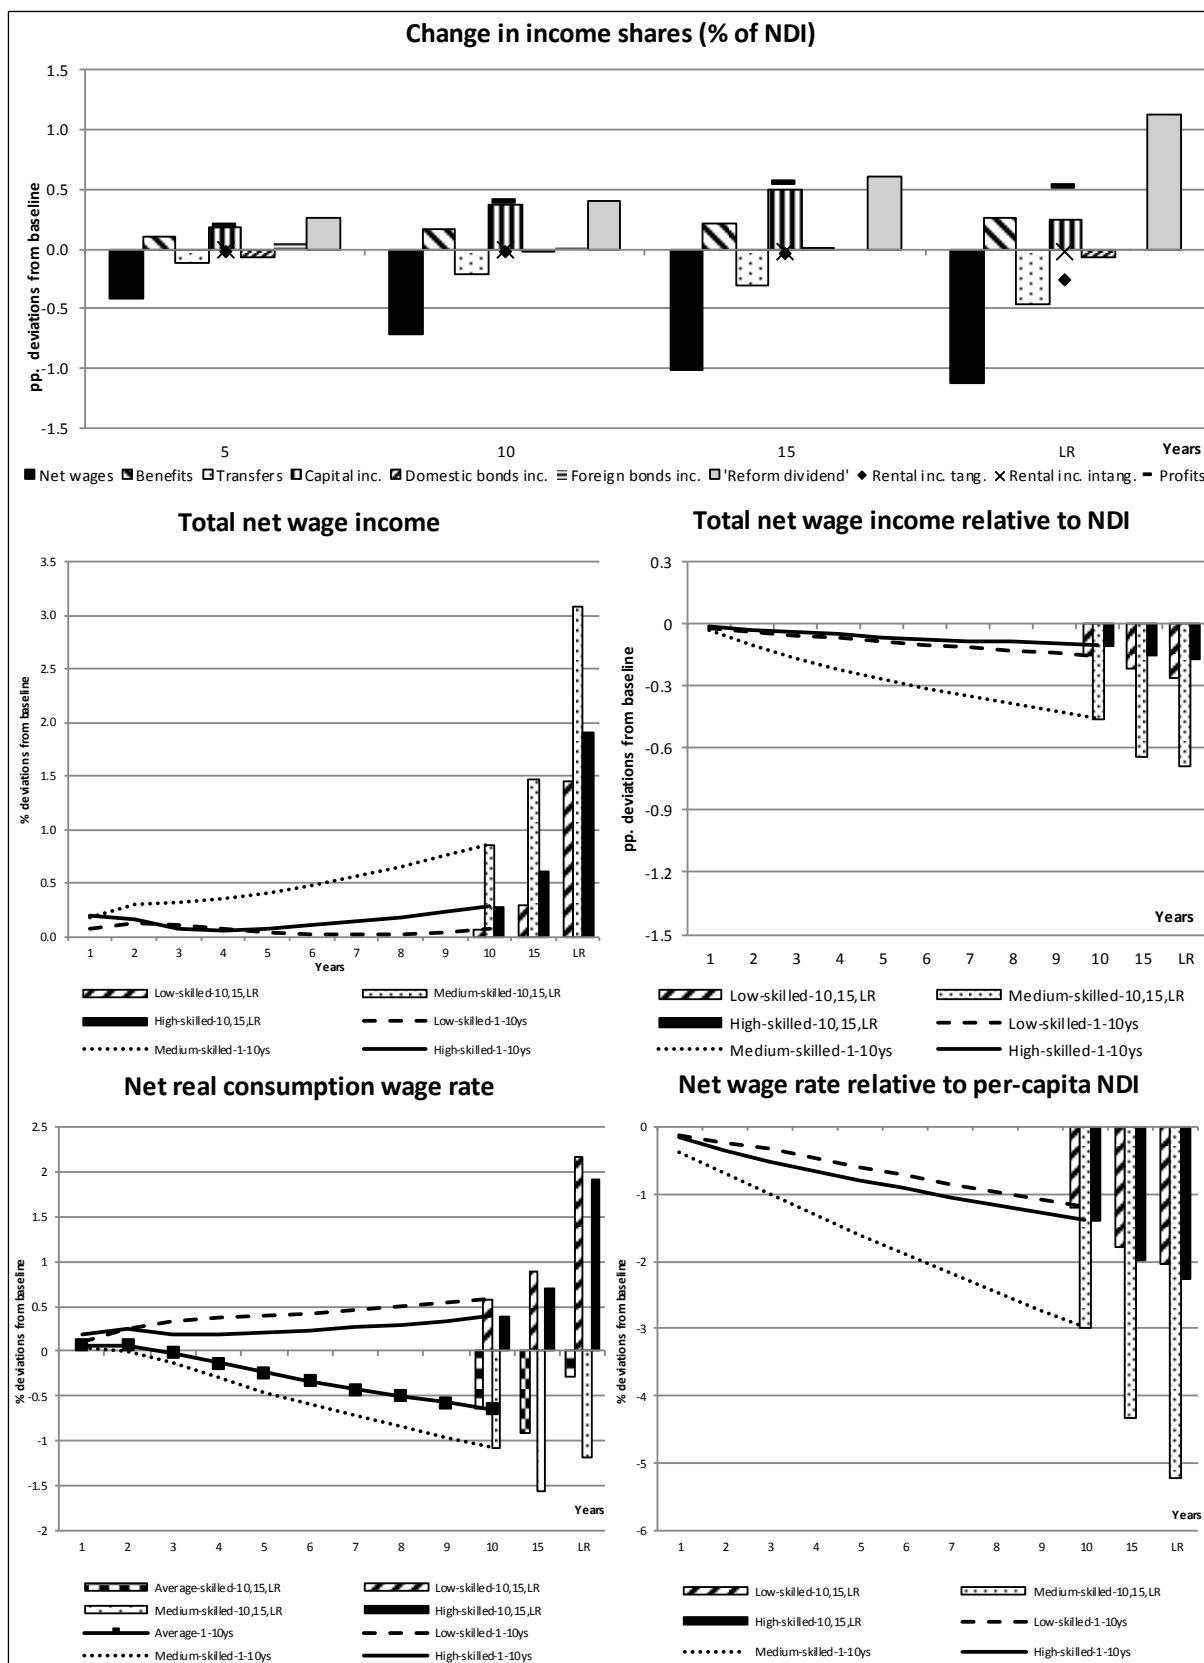 Change in income shares (% of NDI)
pp. deviations from baseline
1.5
1.0
0.5
0.0
-0.5
-1.0
-1.5
5 10 15 LR
Years
Net wages Benefits Transfers Capital inc. Domestic bonds inc. Foreign bonds inc. 'Reform dividend' Rental inc. tang. Rental inc. intang. Profits
Total net wage income
% deviations from baseline
3.5
3.0
2.5
2.0
1.5
1.0
0.5
0.0
1 2 3 4 5 6 7 8 9 10 15 LR
Years
Low-skilled-10,15,LR Medium-skilled-10,15,LR
High-skilled-10,15,LR Low-skilled-1-10ys
Medium-skilled-1-10ys High-skilled-1-10ys
Total net wage income relative to NDI
pp. deviations from baseline
0.3
0
-0.3
-0.6
-0.9
-1.2
-1.5
Years
1 2 3 4 5 6 7 8 9 10 15 LR
Low-skilled-10,15,LR Medium-skilled-10,15,LR
High-skilled-10,15,LR Low-skilled-1-10ys
Medium-skilled-1-10ys High-skilled-1-10ys
Net real consumption wage rate
% deviations from baseline
2.5
2
1.5
1
0.5
0
-0.5
-1
-1.5
-2
Years
1 2 3 4 5 6 7 8 9 10 15 LR
Average-skilled-10,15,LR Low-skilled-10,15,LR
Medium-skilled-10,15,LR High-skilled-10,15,LR
Average-1-10ys Low-skilled-1-10ys
Medium-skilled-1-10ys High-skilled-1-10ys
Net wage rate relative to per-capita NDI
% deviations from baseline
0
-1
-2
-3
-4
-5
-6
Years
1 2 3 4 5 6 7 8 9 10 15 LR
Low-skilled-10,15,LR Medium-skilled-10,15,LR
High-skilled-10,15,LR Low-skilled-1-10ys
Medium-skilled-1-10ys High-skilled-1-10ys